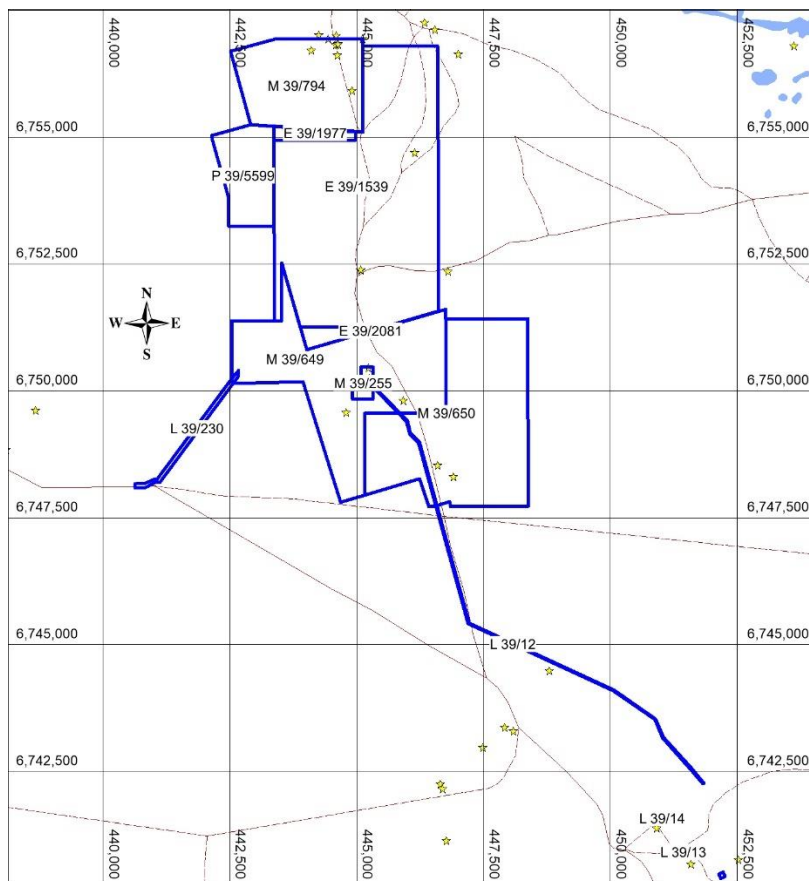 440,000
442,500
445,000
447,500
450,000
452,500
M 39/794
6,755,000
6,755,000
E 39/1977
P 39/5599
E 39/1539
6,752,500
6,752,500
N
W E
S
E 39/2081
M 39/649
6,750,000
6,750,000
M 39/255
M 39/650
L 39/230
6,747,500
6,747,500
6,745,000
6,745,000
L 39/12
6,742,500
6,742,500
L 39/14
L 39/13
440,000
442,500
445,000
447,500
450,000
452,500